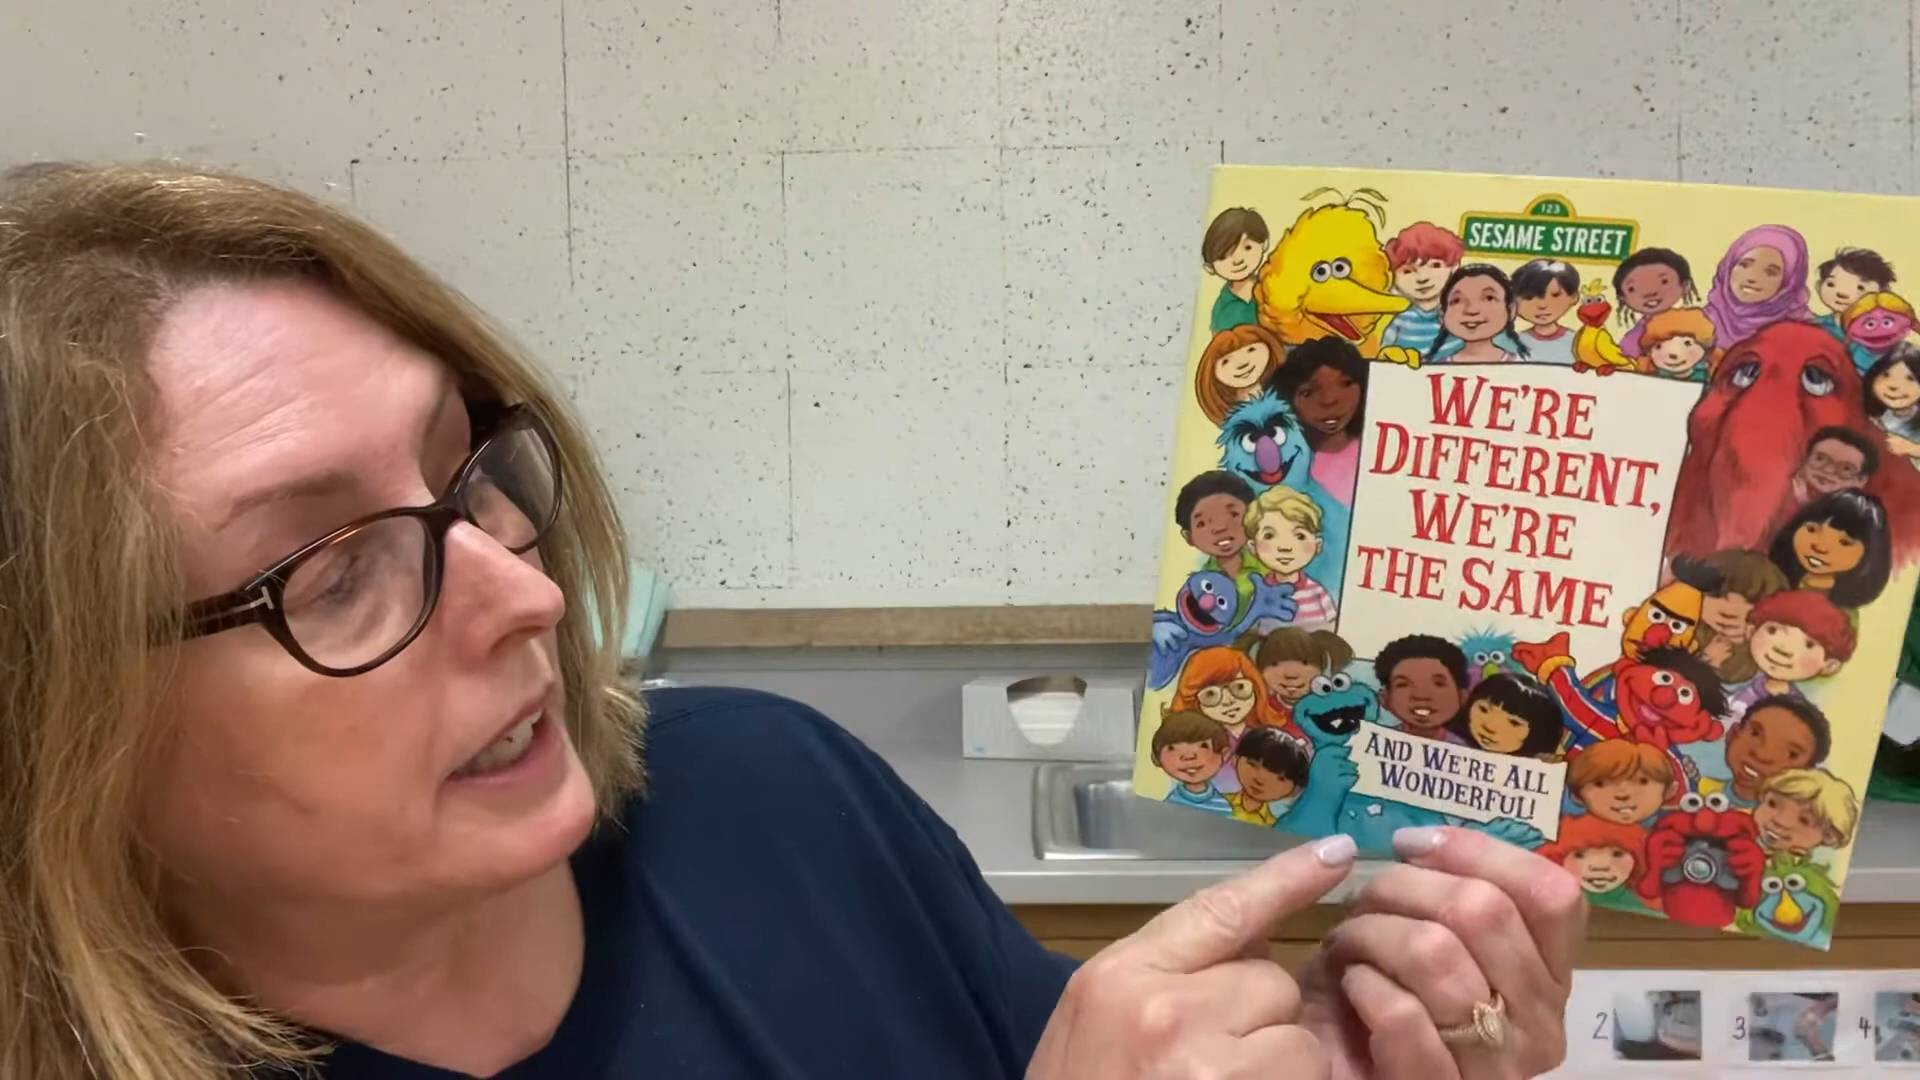 123
SESAME STREET
WE'RE
DIFFERENT,
WE'RE
THE SAME
AND WE'RE ALL
WONDERFUL!
2
3
4